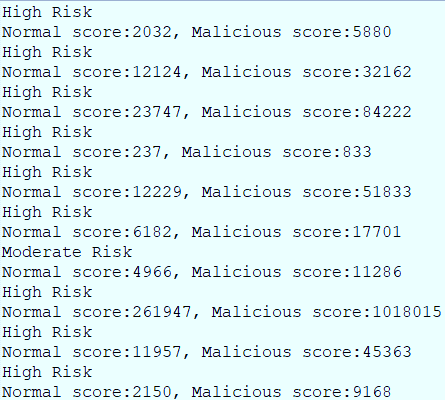 High Risk
Normal score:2032, Malicious score:5880
High Risk
Normal score:12124, Malicious score:32162
High Risk
Normal score:23747, Malicious score:84222
High Risk
Normal score:237, Malicious score:833
High Risk
Normal score:12229, Malicious score:51833
High Risk
Normal score:6182, Malicious score:17701
Moderate Risk
Normal score:4966, Malicious score:11286
High Risk
Normal score:261947, Malicious score:1018015
High Risk
Normal score:11957, Malicious score:45363
High Risk
Normal score:2150, Malicious score:9168